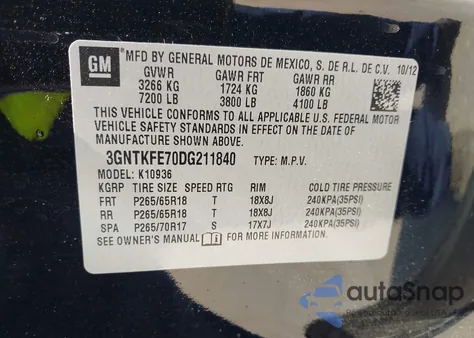 GM
MFD BY GENERAL MOTORS DE MEXICO, S. DE R.L. DE C.V. 10/12
GVWR GAWR FRT GAWR RR
3266 KG 1724 KG 1860 KG
7200 LB 3800 LB 4100 LB
THIS VEHICLE CONFORMS TO ALL APPLICABLE U.S. FEDERAL MOTOR
VEHICLE SAFETY STANDARDS IN EFFECT ON THE DATE OF
MANUFACTURE SHOWN ABOVE.
3GNTKFE70DG211840 TYPE: M.P.V.
MODEL: K10936
KGRP TIRE SIZE SPEED RTG RIM COLD TIRE PRESSURE
FRT P265/65R18 T 18X8J 240KPA(35PSI)
RR P265/65R18 T 18X8J 240KPA(35PSI)
SPA P265/70R17 S 17X7J 240KPA(35PSI)
SEE OWNER'S MANUAL FOR MORE INFORMATION.
autoSnap